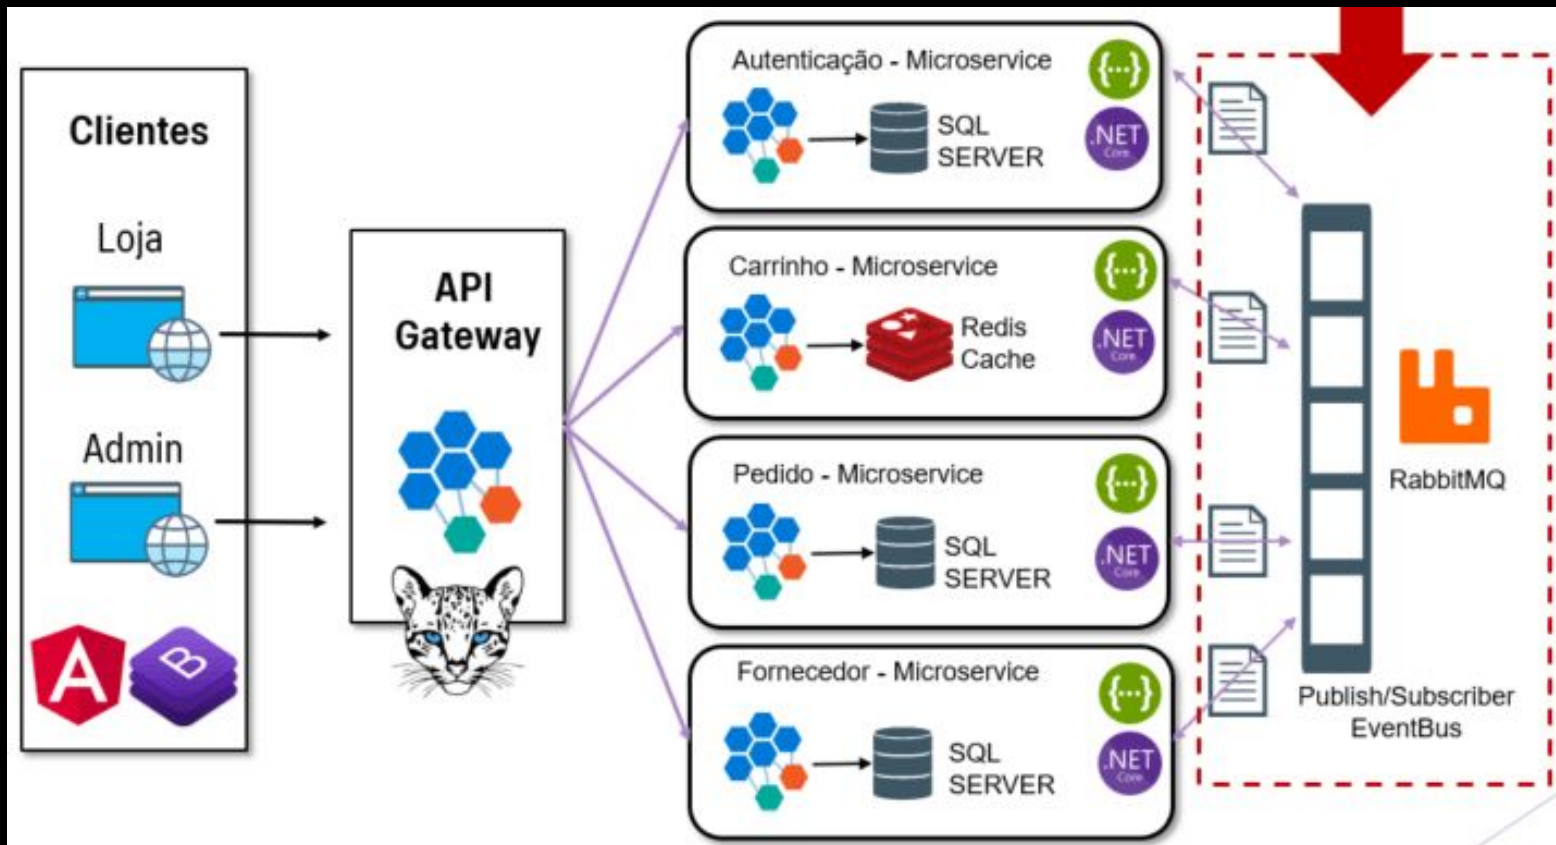 Clientes
Loja
Admin
A
B
API
Gateway
Autenticação - Microservice
{...}
SQL
SERVER
.NET
Core
Carrinho - Microservice
{...}
Redis
Cache
.NET
Core
Pedido - Microservice
{...}
SQL
SERVER
.NET
Core
Fornecedor - Microservice
{...}
SQL
SERVER
.NET
Core
RabbitMQ
Publish/Subscriber
EventBus